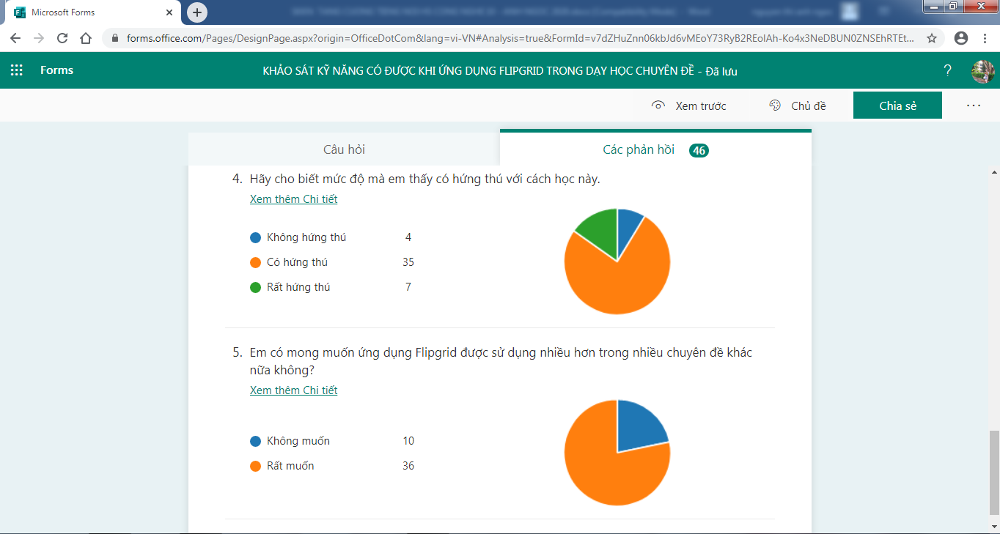 Microsoft Forms
forms.office.com/Pages/DesignPage.aspx?origin=OfficeDotCom&lang=vi-VN#Analysis=true&FormId=v7dZHuZnn06kbJd6vMEoY73RyB2REolAh-Ko4x3NeDBUN0ZNSEhRTEt...
Forms
KHẢO SÁT KỸ NĂNG CÓ ĐƯỢC KHI ỨNG DỤNG FLIPGRID TRONG DẠY HỌC CHUYÊN ĐỀ - Đã lưu
?
Xem trước
Chủ đề
Chia sẻ
Câu hỏi
Các phản hồi 46
4. Hãy cho biết mức độ mà em thấy có hứng thú với cách học này.
Xem thêm Chi tiết
Không hứng thú 4
Có hứng thú 35
Rất hứng thú 7
5. Em có mong muốn ứng dụng Flipgrid được sử dụng nhiều hơn trong nhiều chuyên đề khác
nữa không?
Xem thêm Chi tiết
Không muốn 10
Rất muốn 36